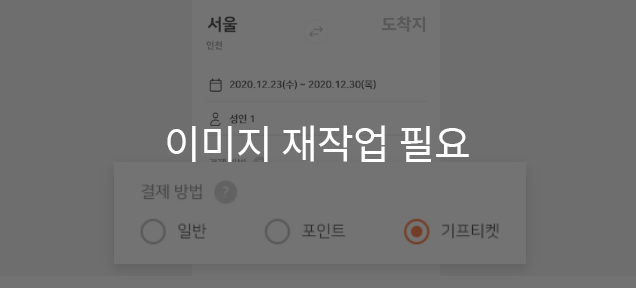 서울
도착지
인천
2020.12.23(수) ~ 2020.12.30(목)
성인 1
이미지 재작업 필요
결제 방법 ?
일반
포인트
기프티켓